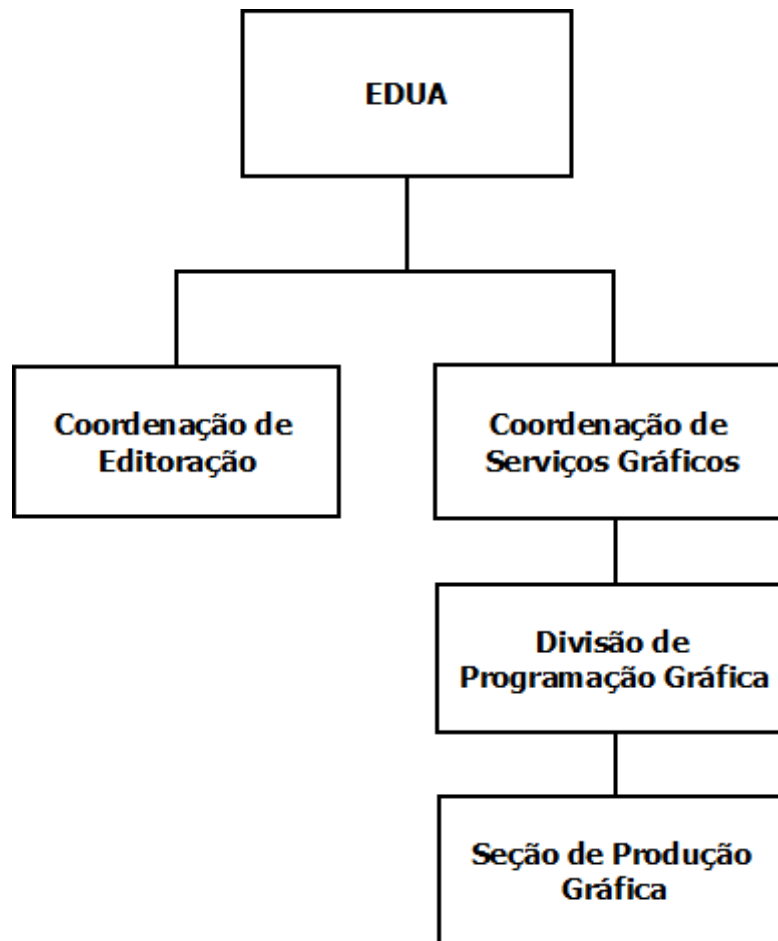 EDUA
Coordenação de
Editoração
Coordenação de
Serviços Gráficos
Divisão de
Programação Gráfica
Seção de Produção
Gráfica